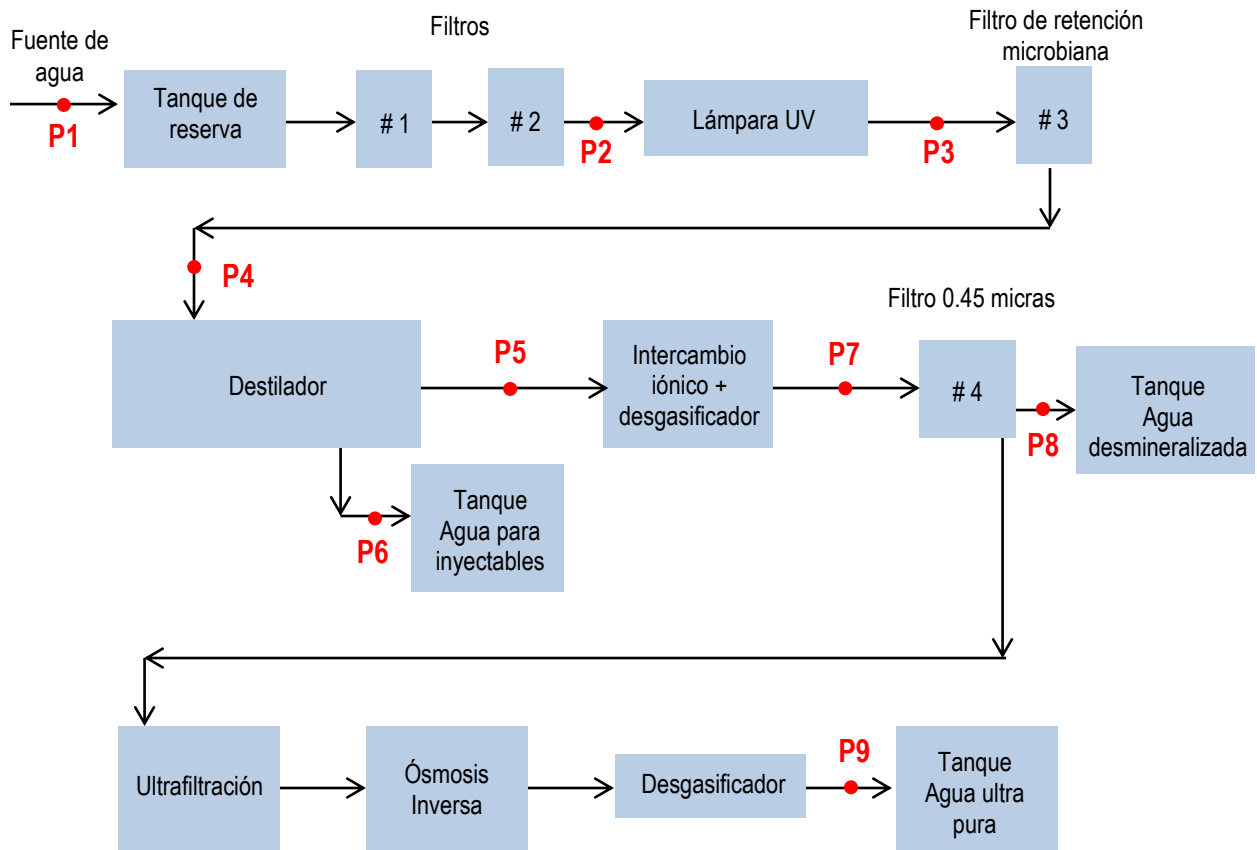 Fuente de
agua
P1
Tanque de
reserva
Filtros
# 1
# 2
P2
Lámpara UV
P3
Filtro de retención
microbiana
# 3
P4
Destilador
P5
Intercambio
iónico +
desgasificador
P7
Filtro 0.45 micras
# 4
P8
Tanque
Agua
desmineralizada
P6
Tanque
Agua para
inyectables
Ultrafiltración
Ósmosis
Inversa
Desgasificador
P9
Tanque
Agua ultra
pura